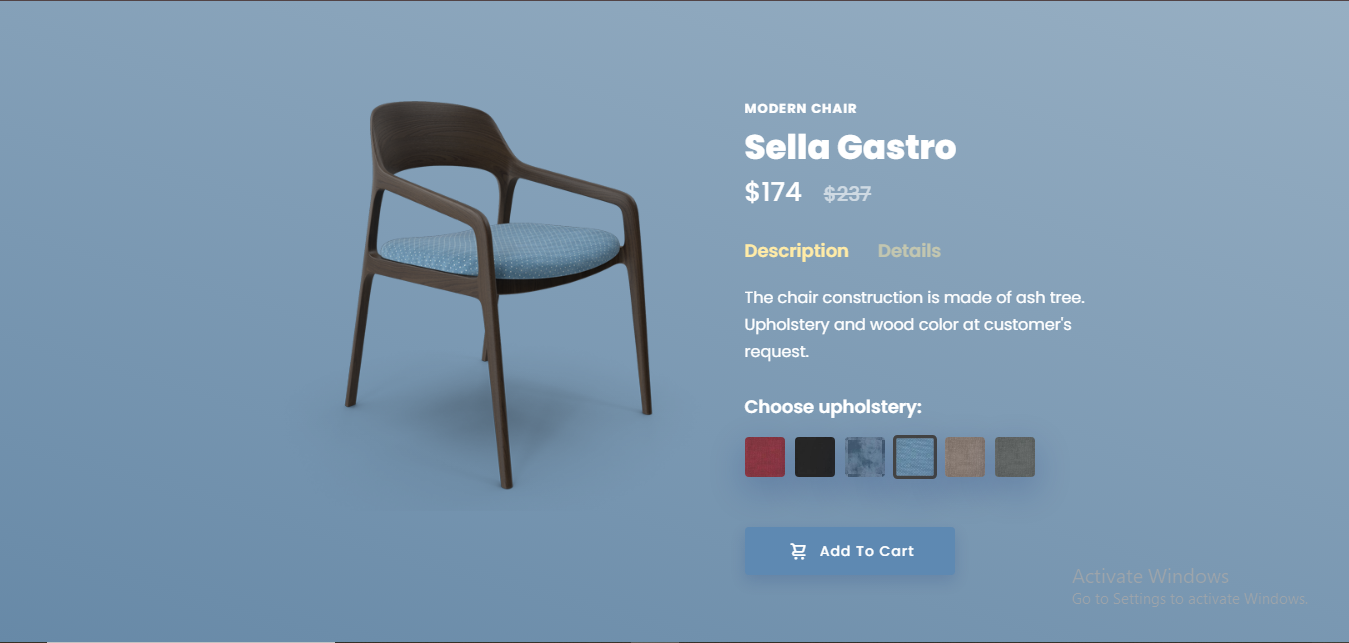 MODERN CHAIR
Sella Gastro
$174 $237
Description Details
The chair construction is made of ash tree.
Upholstery and wood color at customer's
request.
Choose upholstery:
Add To Cart
Activate Windows
Go to Settings to activate Windows.